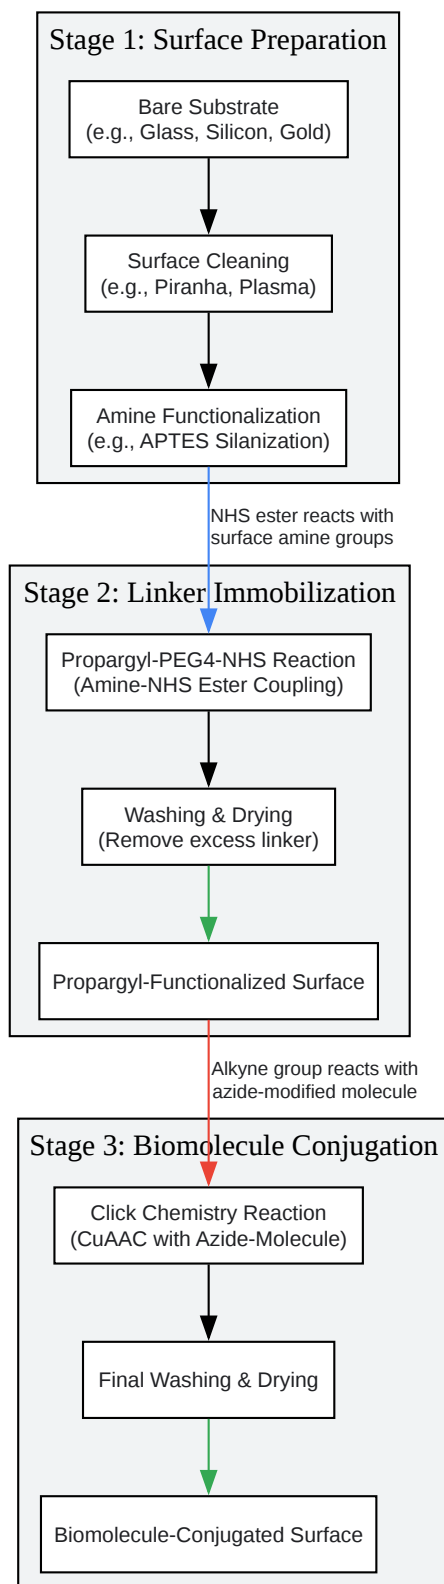 Stage 1: Surface Preparation
Bare Substrate
(e.g., Glass, Silicon, Gold)
Surface Cleaning
(e.g., Piranha, Plasma)
Amine Functionalization
(e.g., APTES Silanization)
NHS ester reacts with
surface amine groups
Stage 2: Linker Immobilization
Propargyl-PEG4-NHS Reaction
(Amine-NHS Ester Coupling)
Washing & Drying
(Remove excess linker)
Propargyl-Functionalized Surface
Alkyne group reacts with
azide-modified molecule
Stage 3: Biomolecule Conjugation
Click Chemistry Reaction
(CuAAC with Azide-Molecule)
Final Washing & Drying
Biomolecule-Conjugated Surface